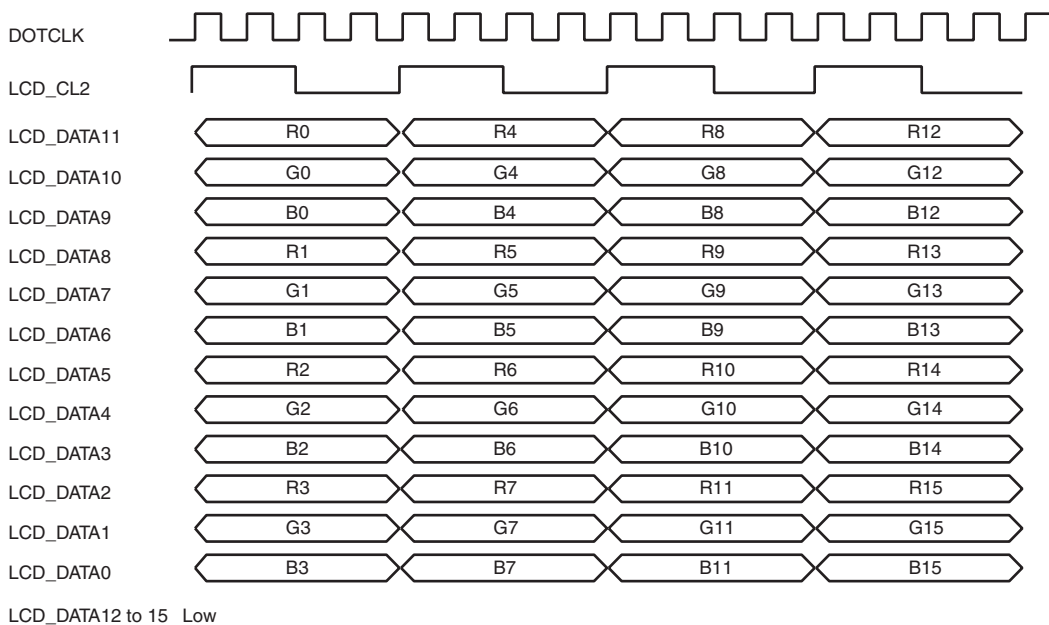 DOTCLK
LCD_CL2
LCD_DATA11 R0 R4 R8 R12
LCD_DATA10 G0 G4 G8 G12
LCD_DATA9 B0 B4 B8 B12
LCD_DATA8 R1 R5 R9 R13
LCD_DATA7 G1 G5 G9 G13
LCD_DATA6 B1 B5 B9 B13
LCD_DATA5 R2 R6 R10 R14
LCD_DATA4 G2 G6 G10 G14
LCD_DATA3 B2 B6 B10 B14
LCD_DATA2 R3 R7 R11 R15
LCD_DATA1 G3 G7 G11 G15
LCD_DATA0 B3 B7 B11 B15
LCD_DATA12 to 15 Low